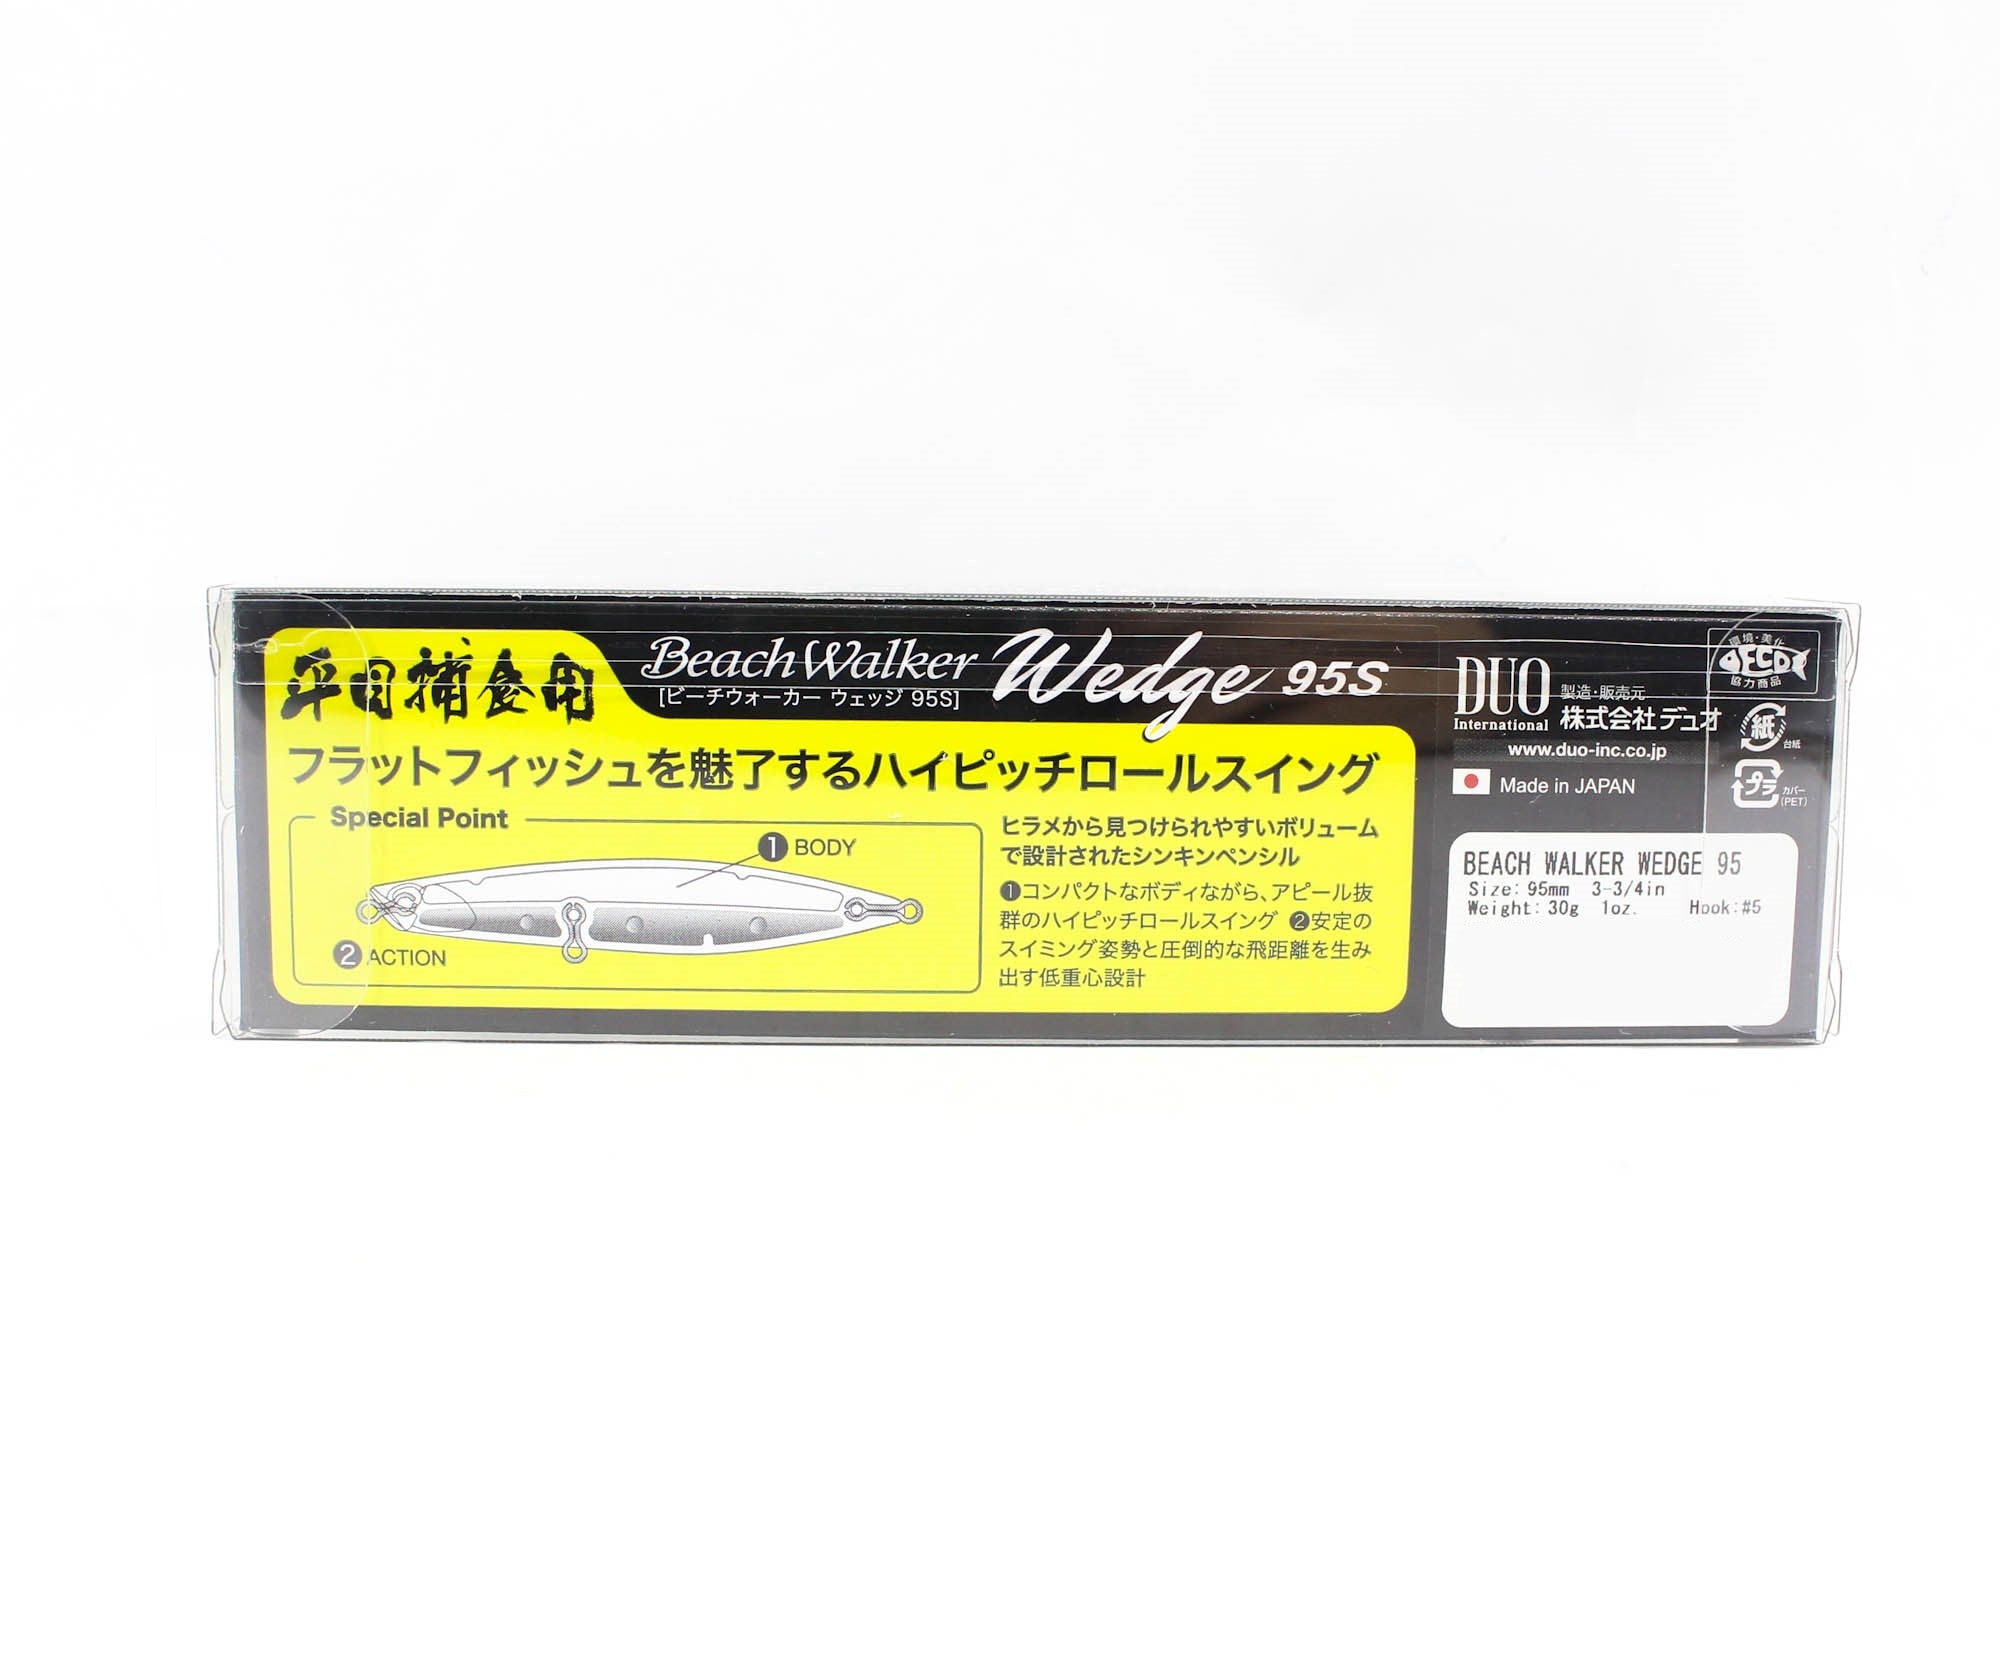 平目捕食用
BeachWalker Wedge 95S
[ビーチウォーカー ウェッジ 95S]
フラットフィッシュを魅了するハイピッチロールスイング
Special Point
❶ BODY
❷ ACTION
ヒラメから見つけられやすいボリューム
で設計されたシンキンペンシル
❶コンパクトなボディながら、アピール抜
群のハイピッチロールスイング ❷安定の
スイミング姿勢と圧倒的な飛距離を生み
出す低重心設計
DUO
International
製造・販売元
株式会社デュオ
www.duo-inc.co.jp
Made in JAPAN
環境・美化
FCD
協力商品
紙
台紙
プラ
カバー
(PET)
BEACH WALKER WEDGE 95
Size: 95mm 3-3/4in
Weight: 30g 1oz. Hook:#5